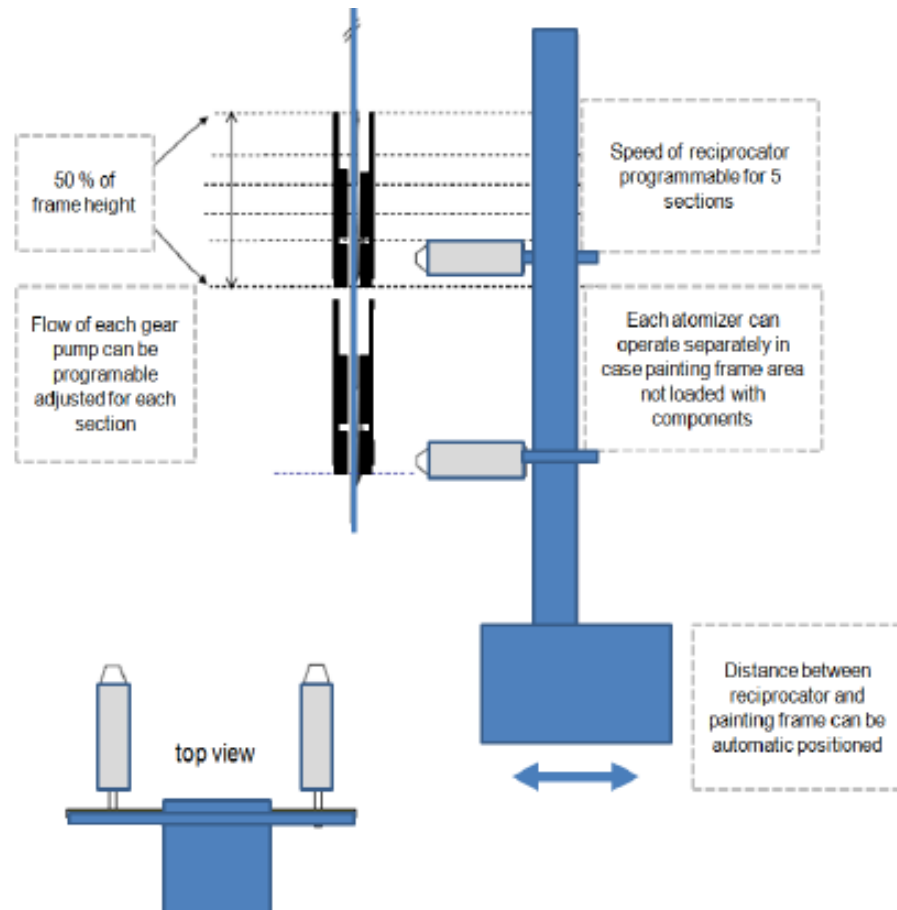 50 % of
frame height
Speed of reciprocator
programmable for 5
sections
Flow of each gear
pump can be
programable
adjusted for each
section
Each atomizer can
operate separately in
case painting frame area
not loaded with
components
Distance between
reciprocator and
painting frame can be
automatic positioned
top view